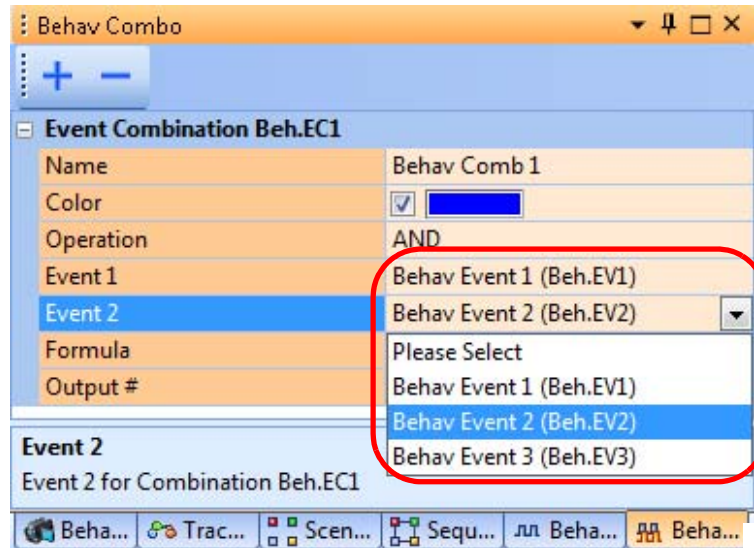 Behav Combo
Event Combination Beh.EC1
Name Behav Comb 1
Color
Operation AND
Event 1 Behav Event 1 (Beh.EV1)
Event 2 Behav Event 2 (Beh.EV2)
Formula
Output #
Please Select
Behav Event 1 (Beh.EV1)
Behav Event 2 (Beh.EV2)
Behav Event 3 (Beh.EV3)
Event 2
Event 2 for Combination Beh.EC1
Beha... Trac... Scen... Sequ... Beha... Beha...